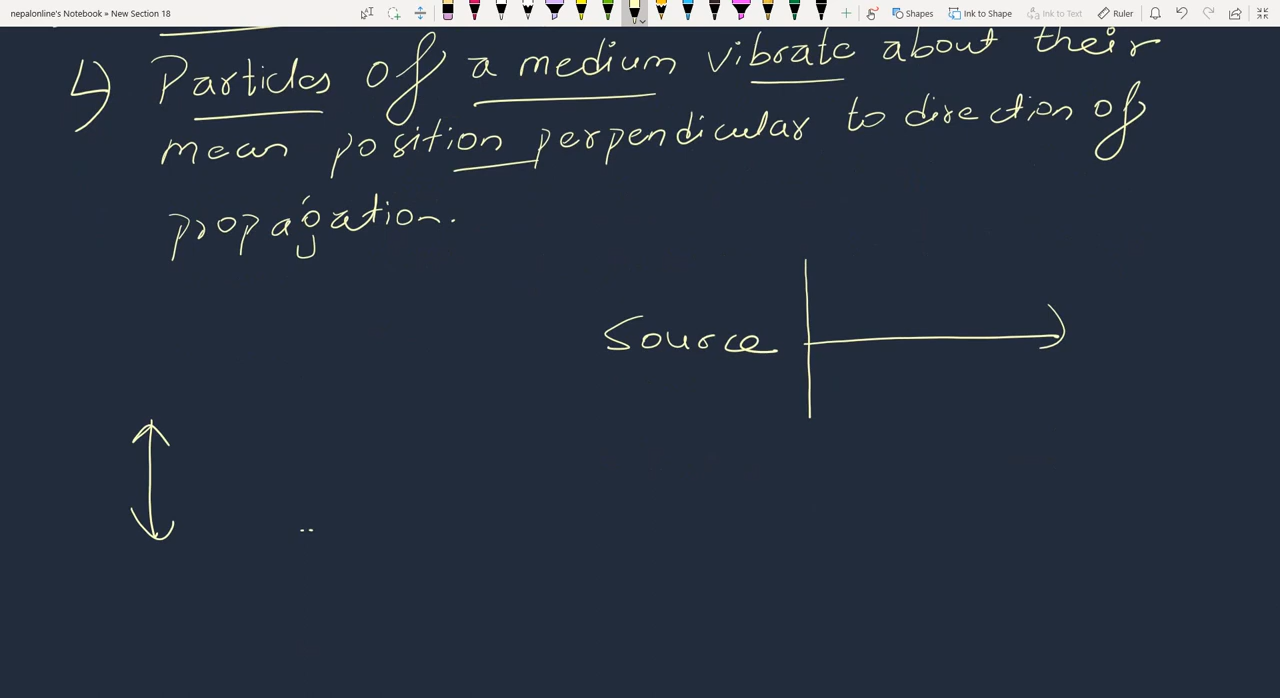 nepalonline's Notebook » New Section 18
Shapes
Ink to Shape
Ink to Text
Ruler
Particles of a medium vibrate about their
mean position perpendicular to direction of
propagation.
Source